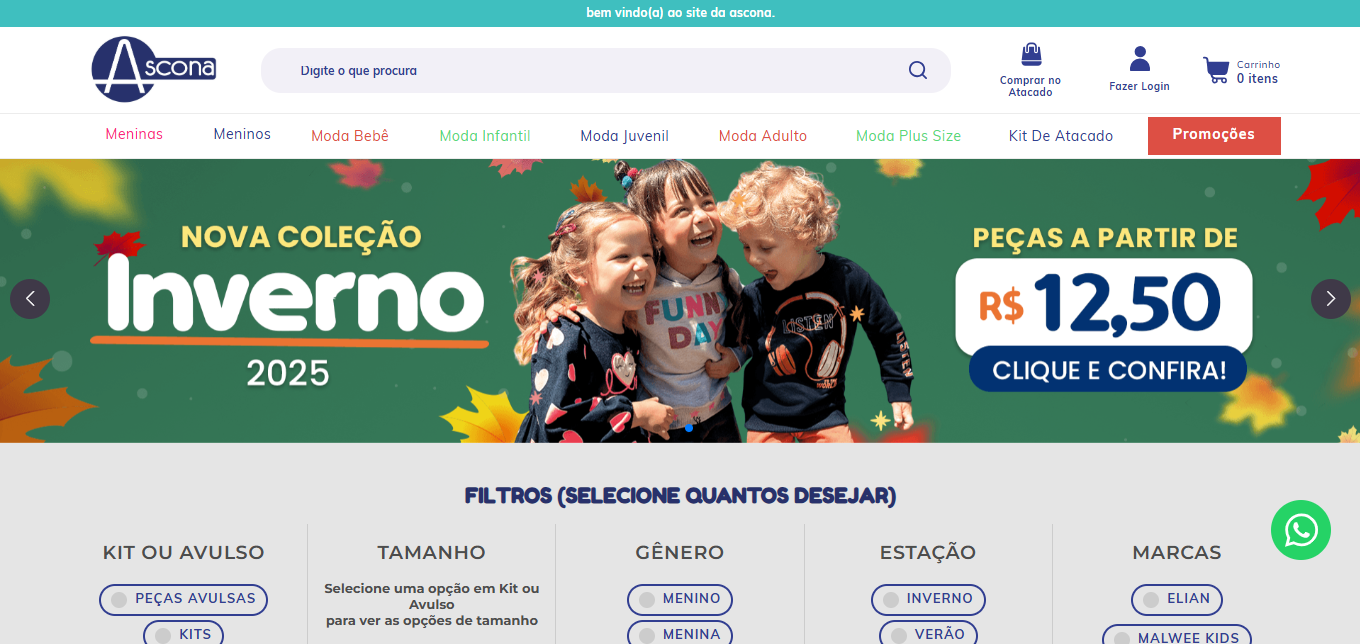 bem vindo(a) ao site da ascona.
Ascona
Digite o que procura
Comprar no
Atacado
Fazer Login
Carrinho
0 itens
Meninas
Meninos
Moda Bebê
Moda Infantil
Moda Juvenil
Moda Adulto
Moda Plus Size
Kit De Atacado
Promoções
NOVA COLEÇÃO
Inverno
2025
FUNNY
DAY
LISTEN
LISTEN
PEÇAS A PARTIR DE
R$ 12,50
CLIQUE E CONFIRA!
FILTROS (SELECIONE QUANTOS DESEJAR)
KIT OU AVULSO
PEÇAS AVULSAS
KITS
TAMANHO
Selecione uma opção em Kit ou
Avulso
para ver as opções de tamanho
GÊNERO
MENINO
MENINA
ESTAÇÃO
INVERNO
VERÃO
MARCAS
ELIAN
MALWEE KIDS